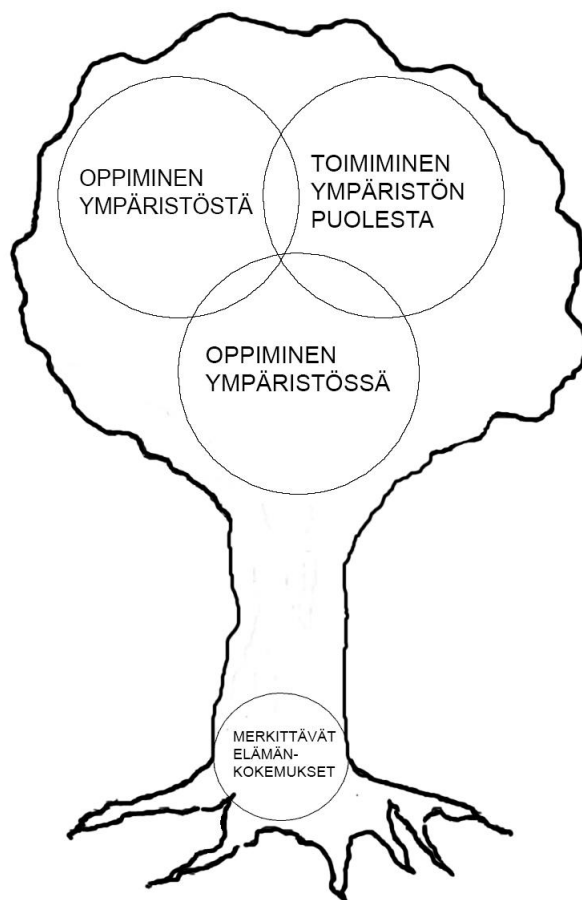 OPPIMINEN
YMPÄRISTÖSTÄ
TOIMIMINEN
YMPÄRISTÖN
PUOLESTA
OPPIMINEN
YMPÄRISTÖSSÄ
MERKITTÄVÄT
ELÄMÄN-
KOKEMUKSET